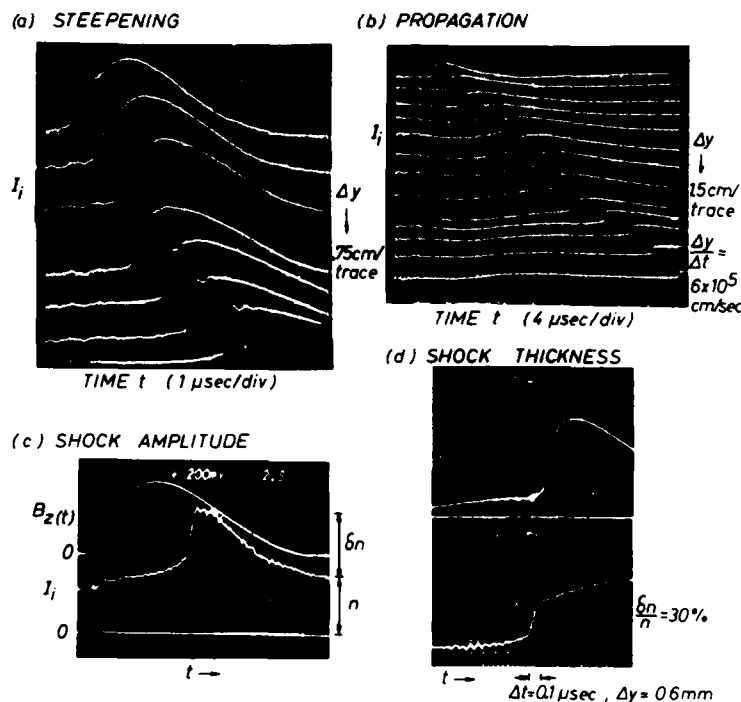 (a) STEEPENING
(b) PROPAGATION
I_i
Δy
↓
.75cm/
trace
TIME t (1 μsec/div)
I_i
Δy
↓
1.5cm/
trace
Δy/Δt =
6x10^5
cm/sec
TIME t (4 μsec/div)
(c) SHOCK AMPLITUDE
B_z(t)
0
I_i
0
δn
n
t →
(d) SHOCK THICKNESS
δn/n = 30%
t →
Δt=0.1 μsec, Δy = 0.6mm